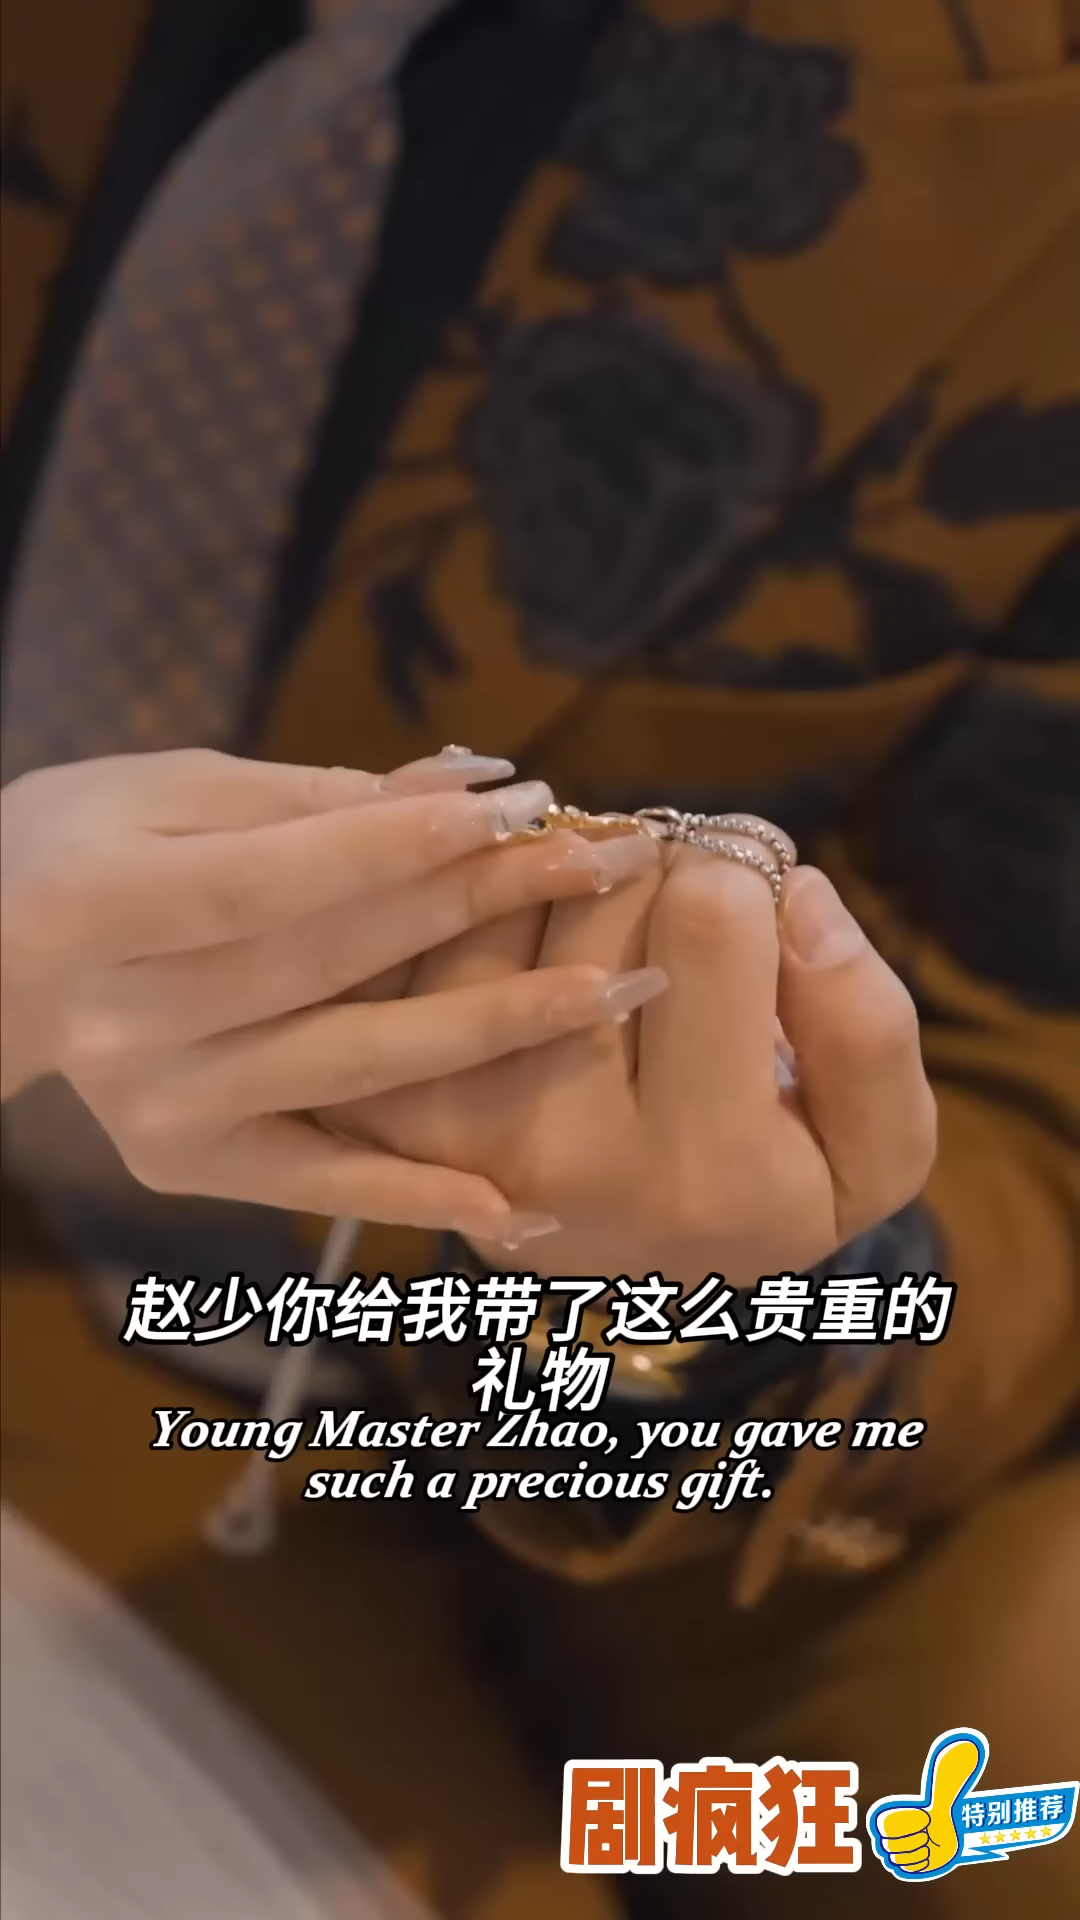 赵少你给我带了这么贵重的
礼物
Young Master Zhao, you gave me
such a precious gift.
剧疯狂
特别推荐